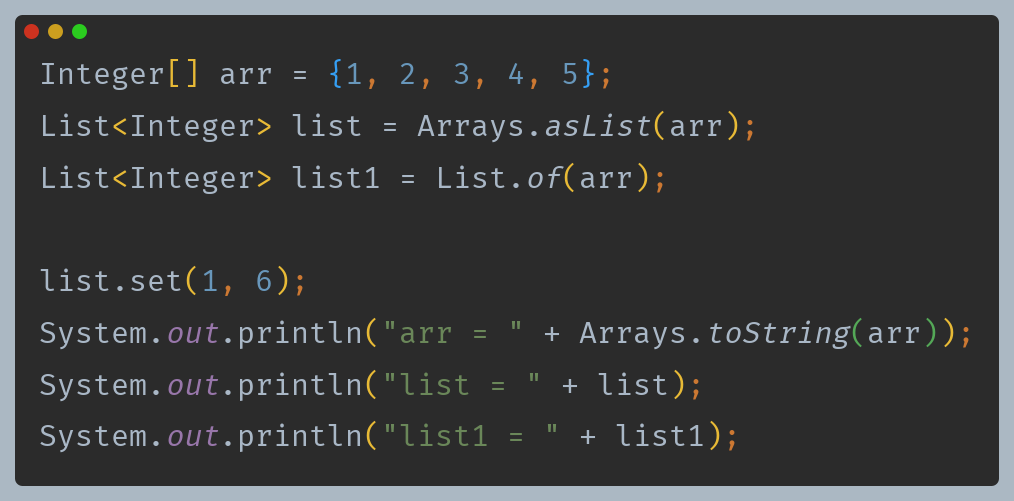 Integer[] arr = {1, 2, 3, 4, 5};
List<Integer> list = Arrays.asList(arr);
List<Integer> list1 = List.of(arr);
list.set(1, 6);
System.out.println("arr = " + Arrays.toString(arr));
System.out.println("list = " + list);
System.out.println("list1 = " + list1);